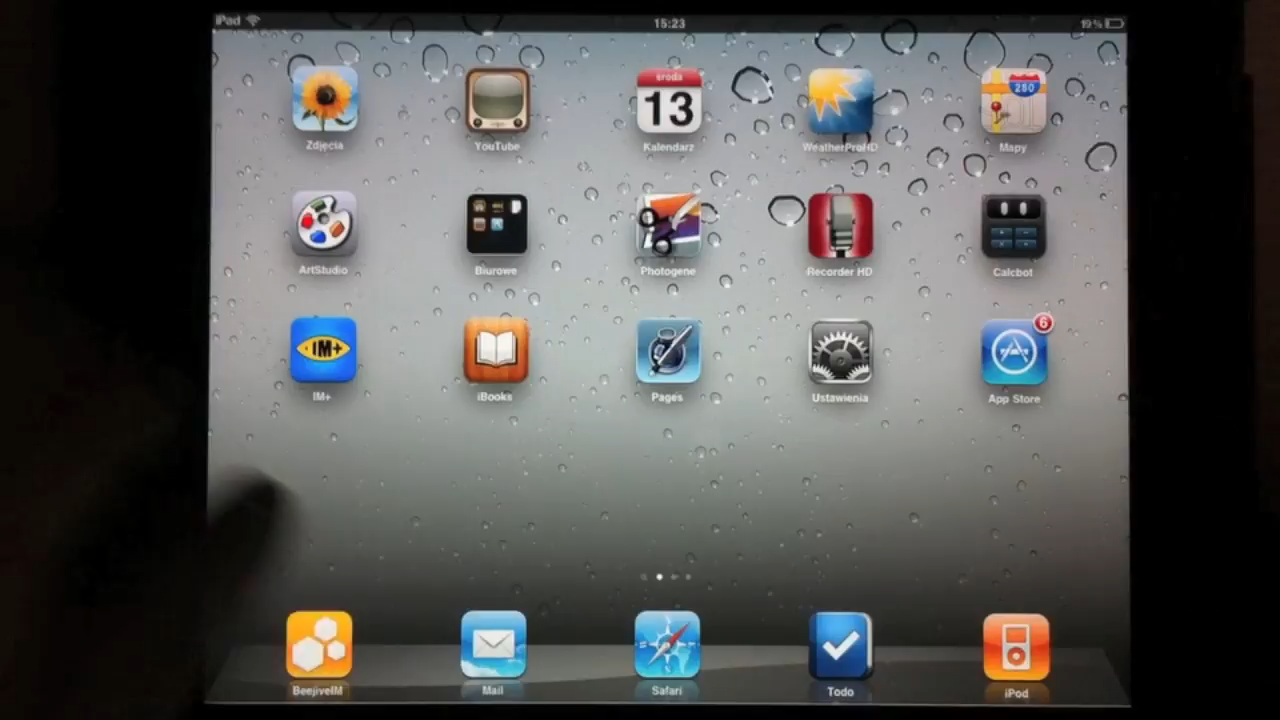 iPad 15:23 19%
środa
13
280
Zdjęcia YouTube Kalendarz WeatherProHD Mapy
ArtStudio Biurowe Photogene Recorder HD Calcbot
IM+
6
IM+ iBooks Pages Ustawienia App Store
BeejiveIM Mail Safari Todo iPod